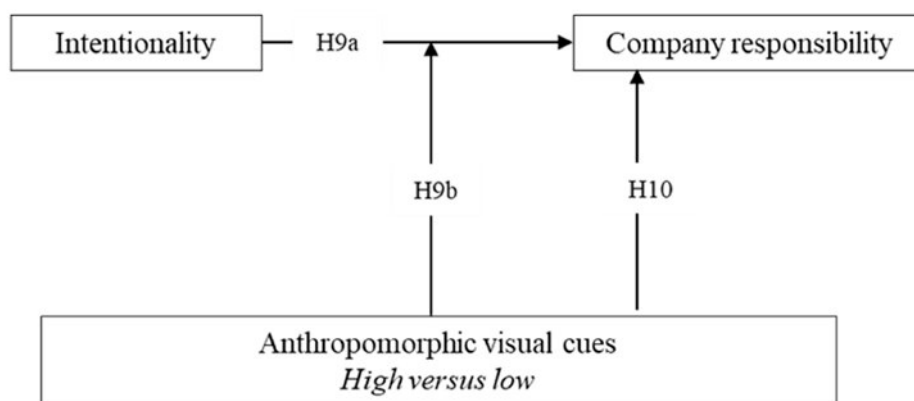 Intentionality
H9a
Company responsibility
H9b
H10
Anthropomorphic visual cues
High versus low